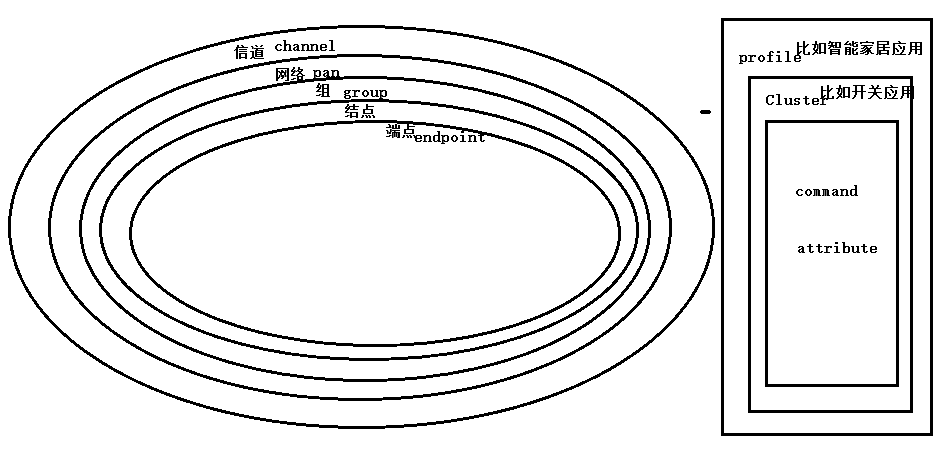 信道 channel
网络 pan
组 group
结点
端点 endpoint
profile 比如智能家居应用
Cluster 比如开关应用
command
attribute